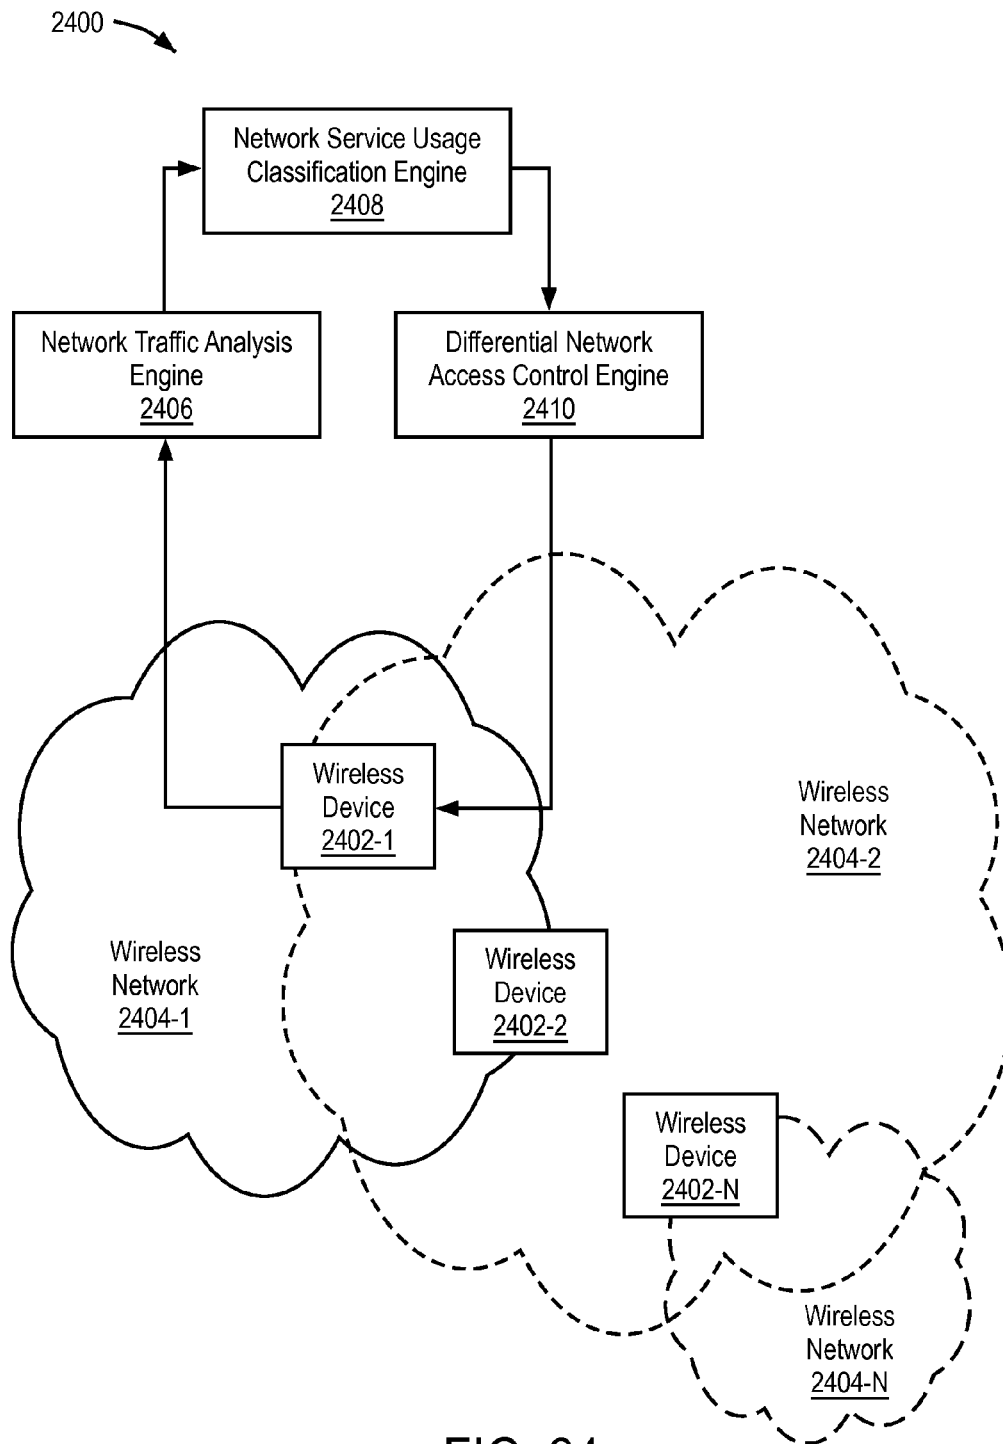 2400
Network Service Usage
Classification Engine
2408
Network Traffic Analysis
Engine
2406
Differential Network
Access Control Engine
2410
Wireless
Device
2402-1
Wireless
Network
2404-2
Wireless
Network
2404-1
Wireless
Device
2402-2
Wireless
Device
2402-N
Wireless
Network
2404-N